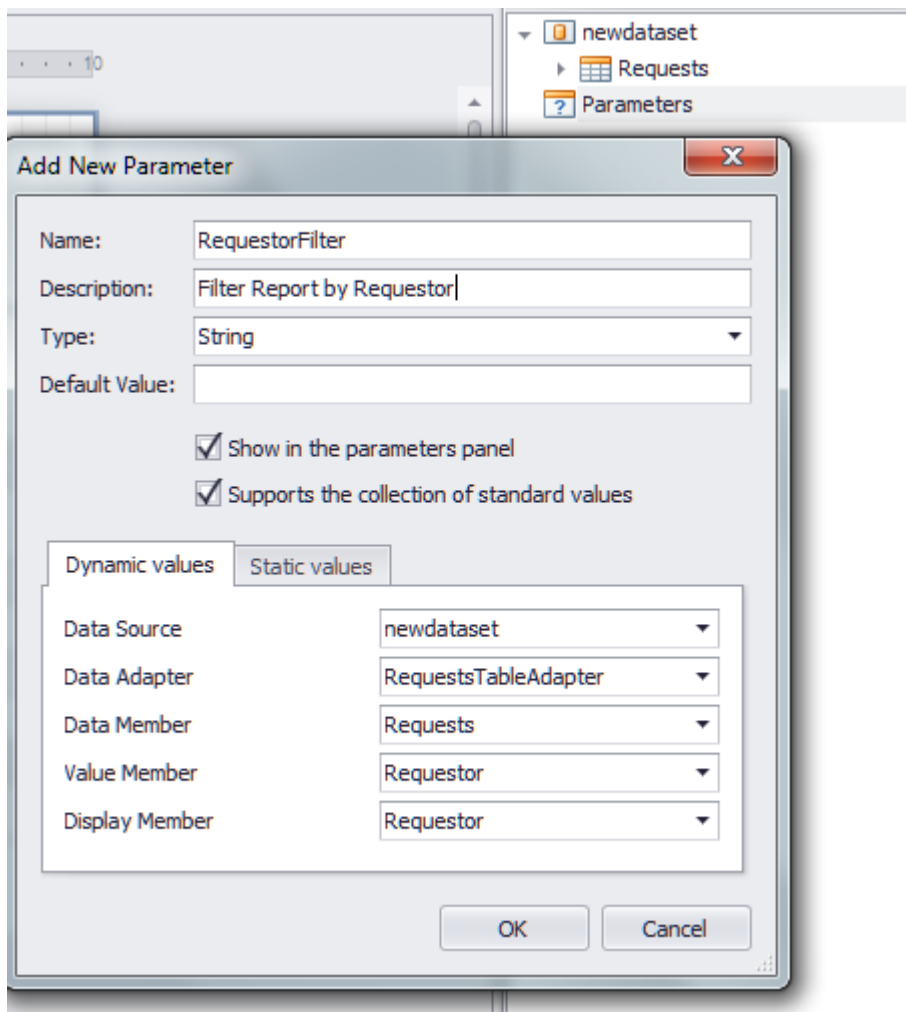 newdataset
10
Requests
Parameters
Add New Parameter
Name: RequestorFilter
Description: Filter Report by Requestor
Type: String
Default Value:
Show in the parameters panel
Supports the collection of standard values
Dynamic values Static values
Data Source newdataset
Data Adapter RequestsTableAdapter
Data Member Requests
Value Member Requestor
Display Member Requestor
OK Cancel